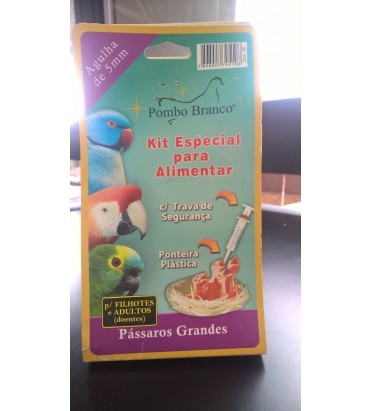 Agulha
de 5mm
Pombo Branco®
Kit Especial
para
Alimentar
c/ Trava de
Segurança
Ponteira
Plástica
p/ FILHOTES
e ADULTOS
(doentes)
Pássaros Grandes